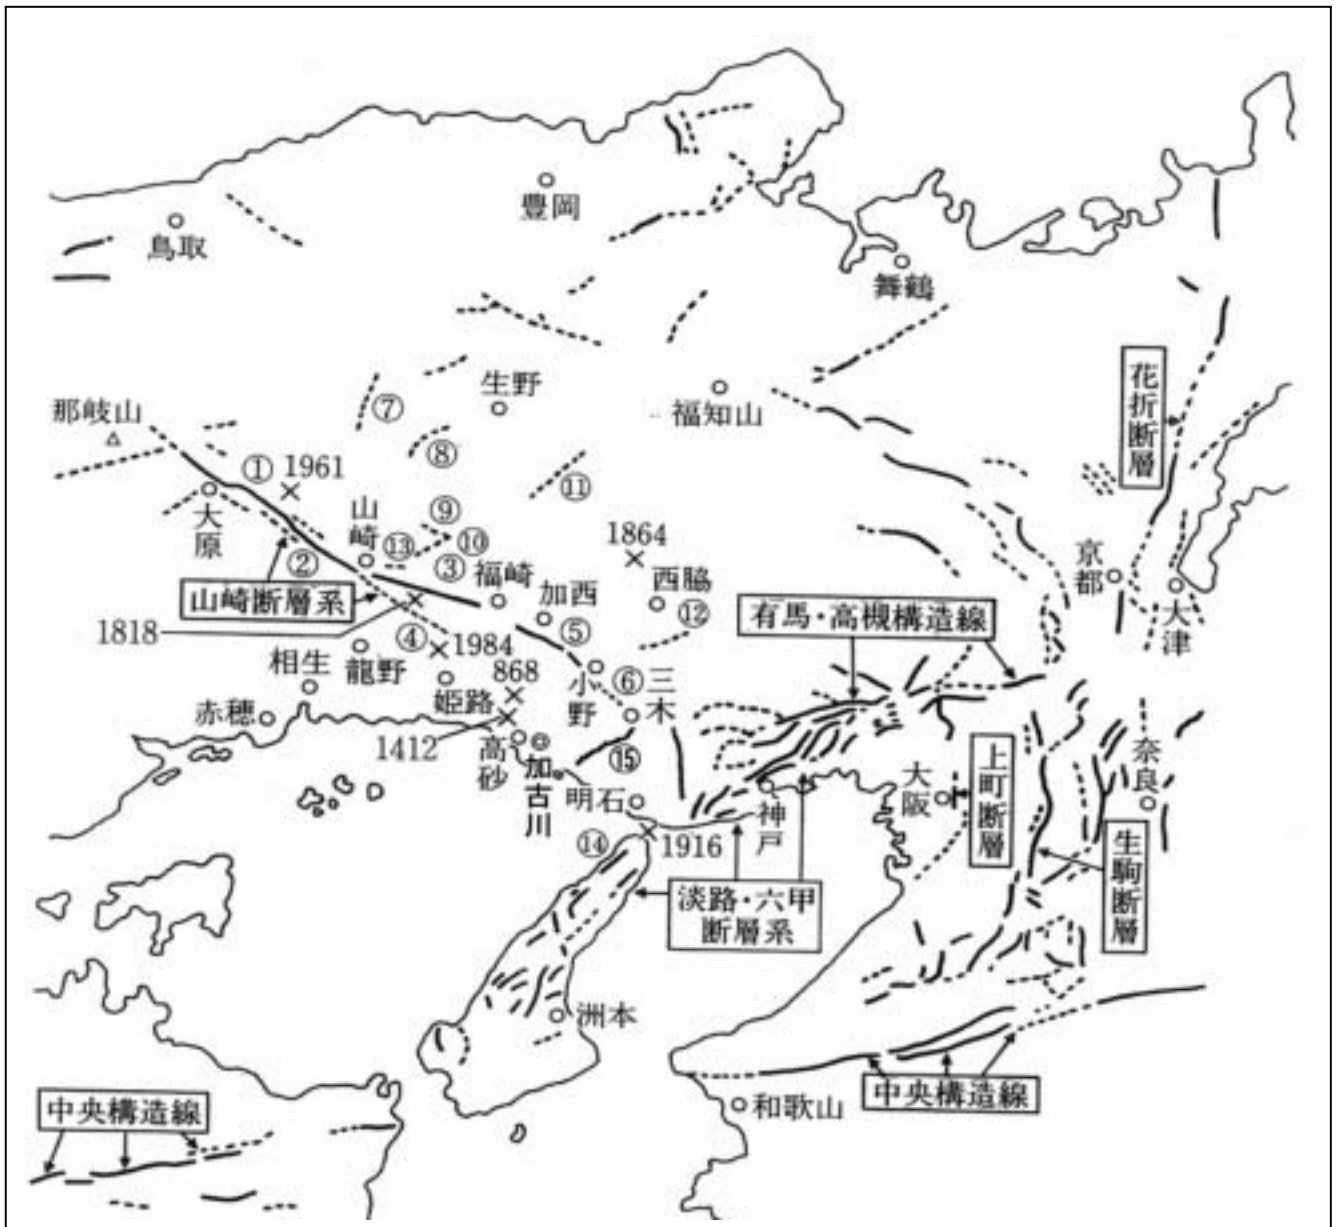 豊岡
鳥取
舞鶴
花折断層
生野
⑦
那岐山
福知山
⑧
① 1961
⑪
大原
山崎
⑨
⑬
⑩
1864
②
③
福崎
西脇
京都
山崎断層系
加西
⑫
有馬・高槻構造線
大津
1818
⑤
④
1984
相生
龍野
868
小野
⑥
三木
姫路
赤穂
1412
高砂
⑮
上町断層
奈良
大阪
加古川
明石
神戸
⑭
1916
生駒断層
淡路・六甲
断層系
洲本
中央構造線
中央構造線
和歌山